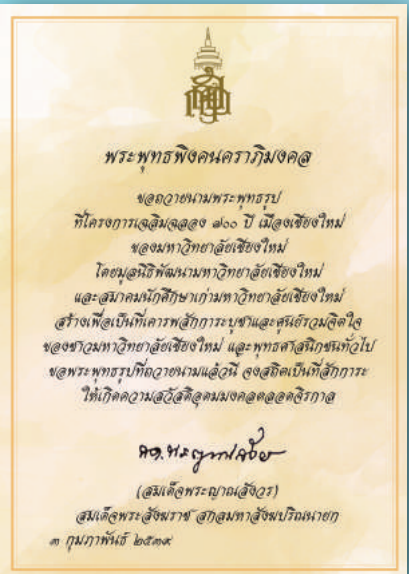 พระพุทธพิงคนคราภิมงคล
ขอถวายนามพระพุทธรูป
ที่โครงการเฉลิมฉลอง ๗๐๐ ปี เมืองเชียงใหม่
ของมหาวิทยาลัยเชียงใหม่
โดยมูลนิธิพัฒนามหาวิทยาลัยเชียงใหม่
และสมาคมนักศึกษาเก่ามหาวิทยาลัยเชียงใหม่
สร้างเพื่อเป็นที่เคารพสักการะบูชาและศูนย์รวมจิตใจ
ของชาวมหาวิทยาลัยเชียงใหม่ และพุทธศาสนิกชนทั่วไป
ขอพระพุทธรูปที่ถวายนามแล้วนี้ จงสถิตเป็นที่สักการะ
ให้เกิดความสวัสดิอุดมมงคลตลอดจิรกาล
(สมเด็จพระญาณสังวร)
สมเด็จพระสังฆราช สกลมหาสังฆปริณายก
๓ กุมภาพันธ์ ๒๕๓๙